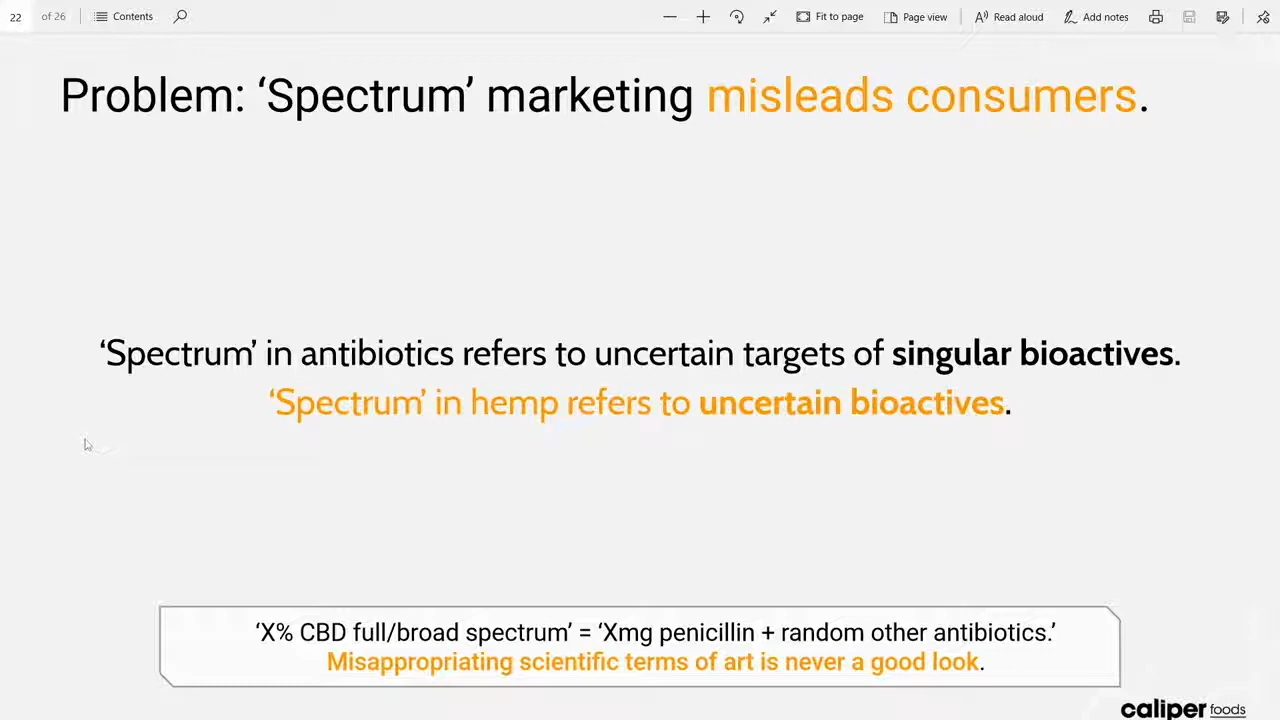 22 of 26 Contents Fit to page Page view Read aloud Add notes
Problem: ‘Spectrum’ marketing misleads consumers.
‘Spectrum’ in antibiotics refers to uncertain targets of singular bioactives.
‘Spectrum’ in hemp refers to uncertain bioactives.
‘X% CBD full/broad spectrum’ = ‘Xmg penicillin + random other antibiotics.’
Misappropriating scientific terms of art is never a good look.
caliper foods